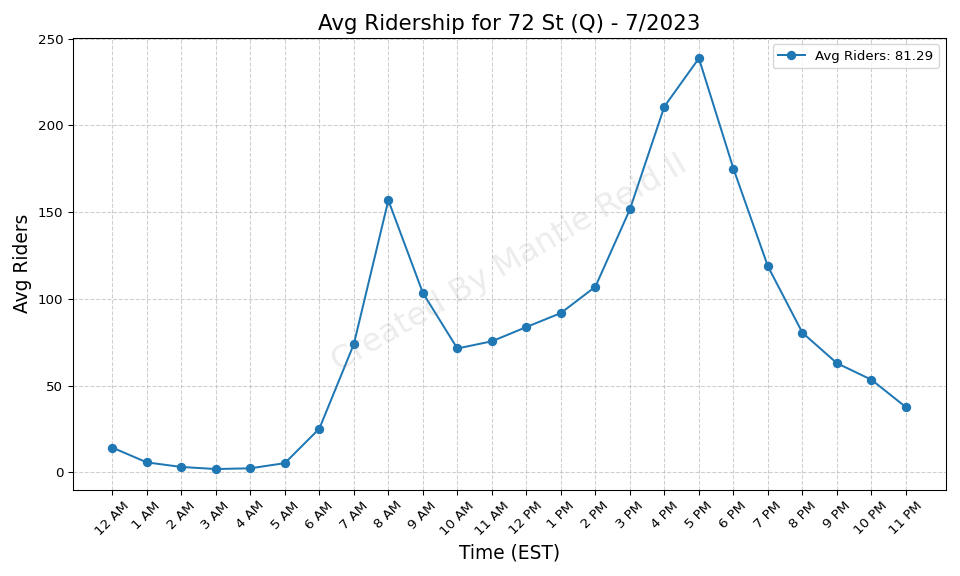 Avg Ridership for 72 St (Q) - 7/2023
250
200
150
100
50
0
Avg Riders
Avg Riders: 81.29
Created By Mantle Reid II
12 AM
1 AM
2 AM
3 AM
4 AM
5 AM
6 AM
7 AM
8 AM
9 AM
10 AM
11 AM
12 PM
1 PM
2 PM
3 PM
4 PM
5 PM
6 PM
7 PM
8 PM
9 PM
10 PM
11 PM
Time (EST)